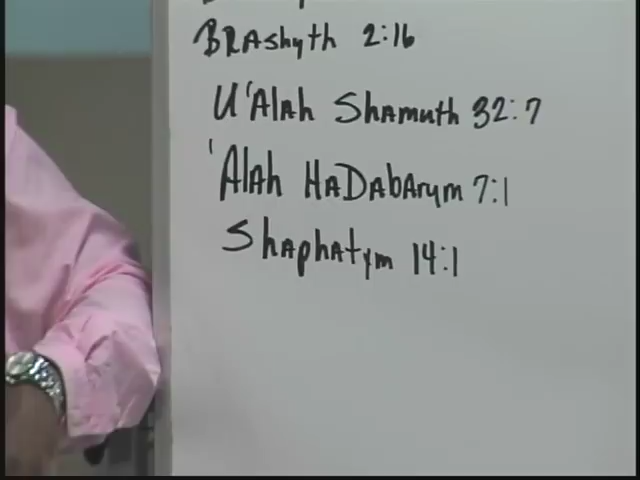 BRAshyth 2:16
U'Alah Shamuth 32:7
'Alah HaDabarym 7:1
Shaphatym 14:1